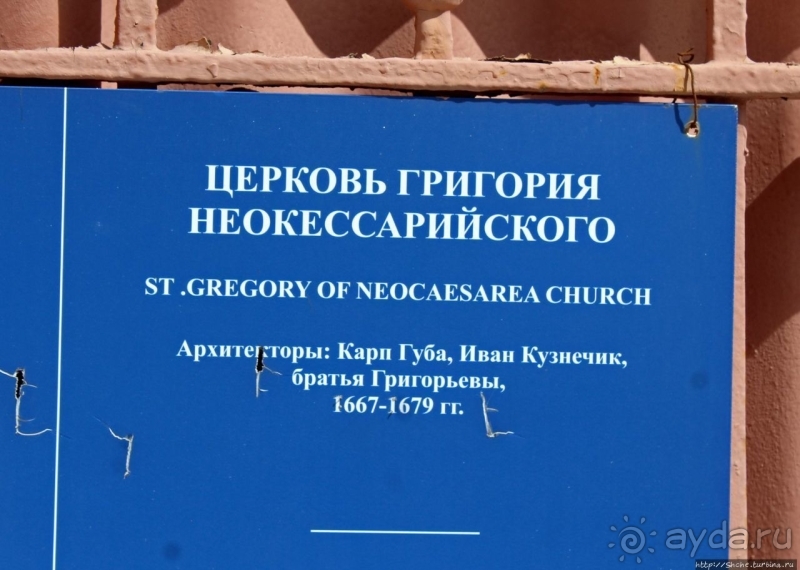 ЦЕРКОВЬ ГРИГОРИЯ
НЕОКЕССАРИЙСКОГО
ST .GREGORY OF NEOCAESAREA CHURCH
Архитекторы: Карп Губа, Иван Кузнечик,
братья Григорьевы,
1667-1679 гг.
ayda.ru
http://Shche.turbina.ru